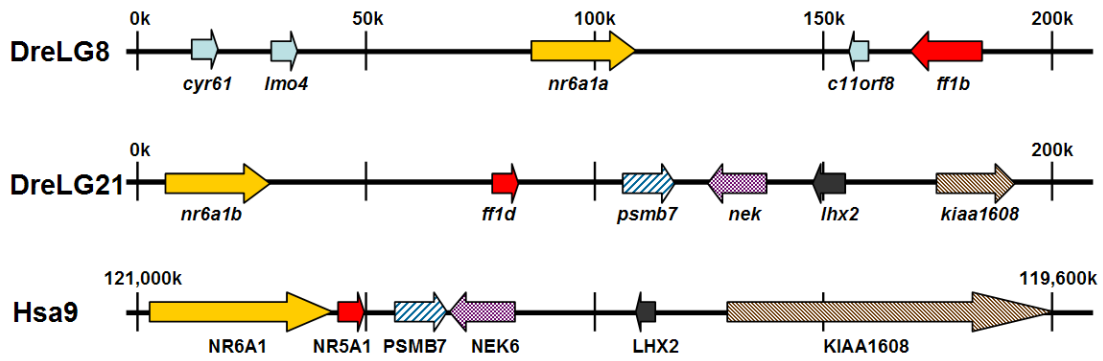 0k 50k 100k 150k 200k
DreLG8
cyr61 lmo4 nr6a1a c11orf8 ff1b
0k 200k
DreLG21
nr6a1b ff1d psmb7 nek lhx2 kiaa1608
121,000k 119,600k
Hsa9
NR6A1 NR5A1 PSMB7 NEK6 LHX2 KIAA1608